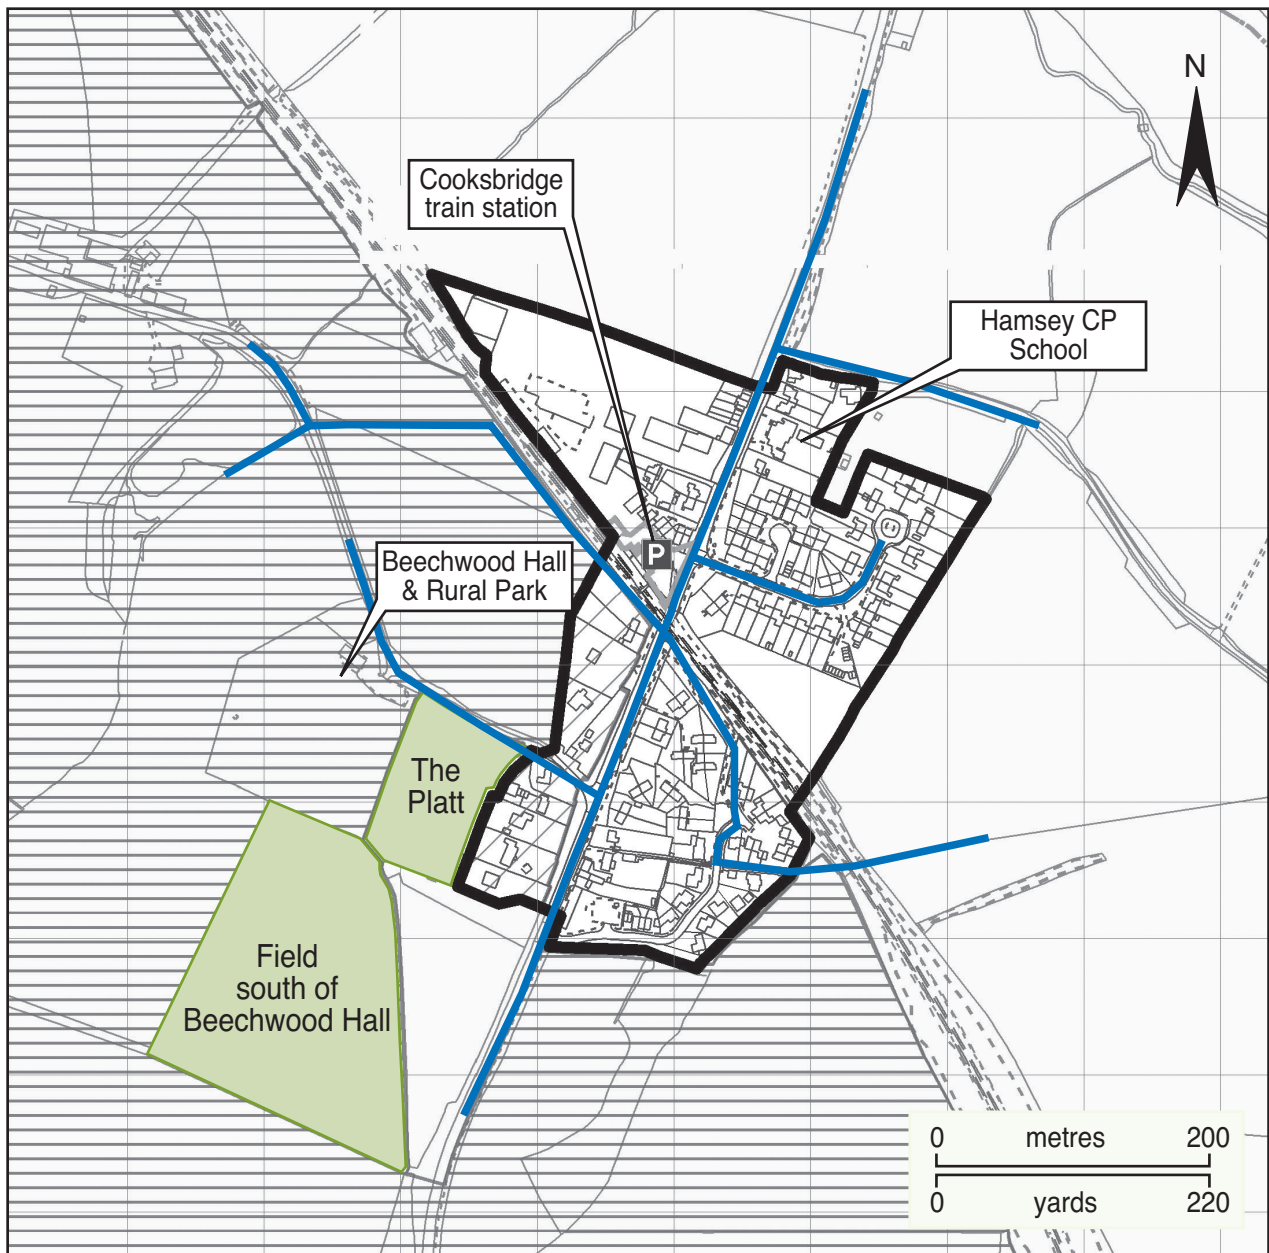 N
Cooksbridge
train station
Hamsey CP
School
P
Beechwood Hall
& Rural Park
The
Platt
Field
south of
Beechwood Hall
0 metres 200
0 yards 220